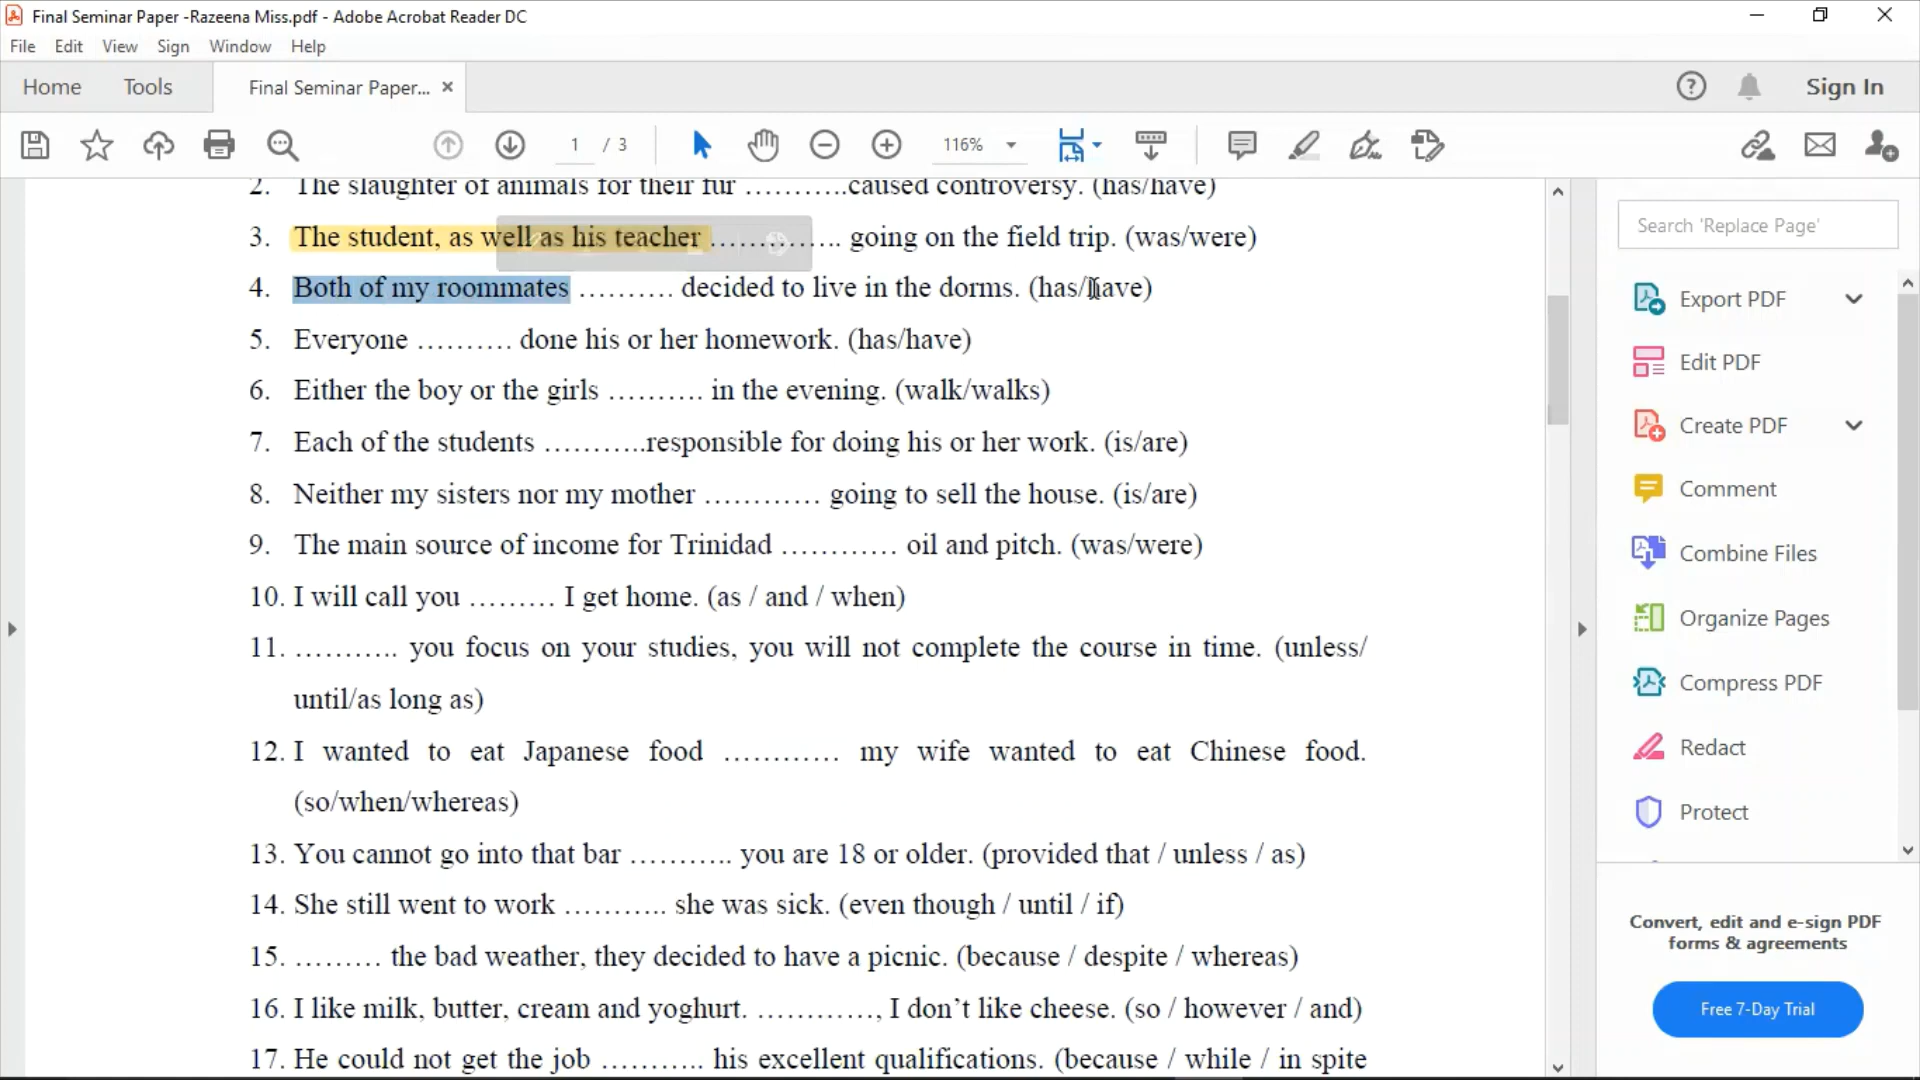 Final Seminar Paper -Razeena Miss.pdf - Adobe Acrobat Reader DC
File Edit View Sign Window Help
Home Tools Final Seminar Paper... × Sign In
1 / 3 116%
2. The slaughter of animals for their fur ………..caused controversy. (has/have)
3. The student, as well as his teacher ………….. going on the field trip. (was/were)
4. Both of my roommates ………. decided to live in the dorms. (has/have)
5. Everyone ………. done his or her homework. (has/have)
6. Either the boy or the girls ………. in the evening. (walk/walks)
7. Each of the students ………..responsible for doing his or her work. (is/are)
8. Neither my sisters nor my mother ………… going to sell the house. (is/are)
9. The main source of income for Trinidad ………… oil and pitch. (was/were)
10. I will call you ……… I get home. (as / and / when)
11. ……….. you focus on your studies, you will not complete the course in time. (unless/
until/as long as)
12. I wanted to eat Japanese food ………… my wife wanted to eat Chinese food.
(so/when/whereas)
13. You cannot go into that bar ……….. you are 18 or older. (provided that / unless / as)
14. She still went to work ……….. she was sick. (even though / until / if)
15. ……… the bad weather, they decided to have a picnic. (because / despite / whereas)
16. I like milk, butter, cream and yoghurt. …………, I don’t like cheese. (so / however / and)
17. He could not get the job ……….. his excellent qualifications. (because / while / in spite
Search 'Replace Page'
Export PDF
Edit PDF
Create PDF
Comment
Combine Files
Organize Pages
Compress PDF
Redact
Protect
Convert, edit and e-sign PDF
forms & agreements
Free 7-Day Trial